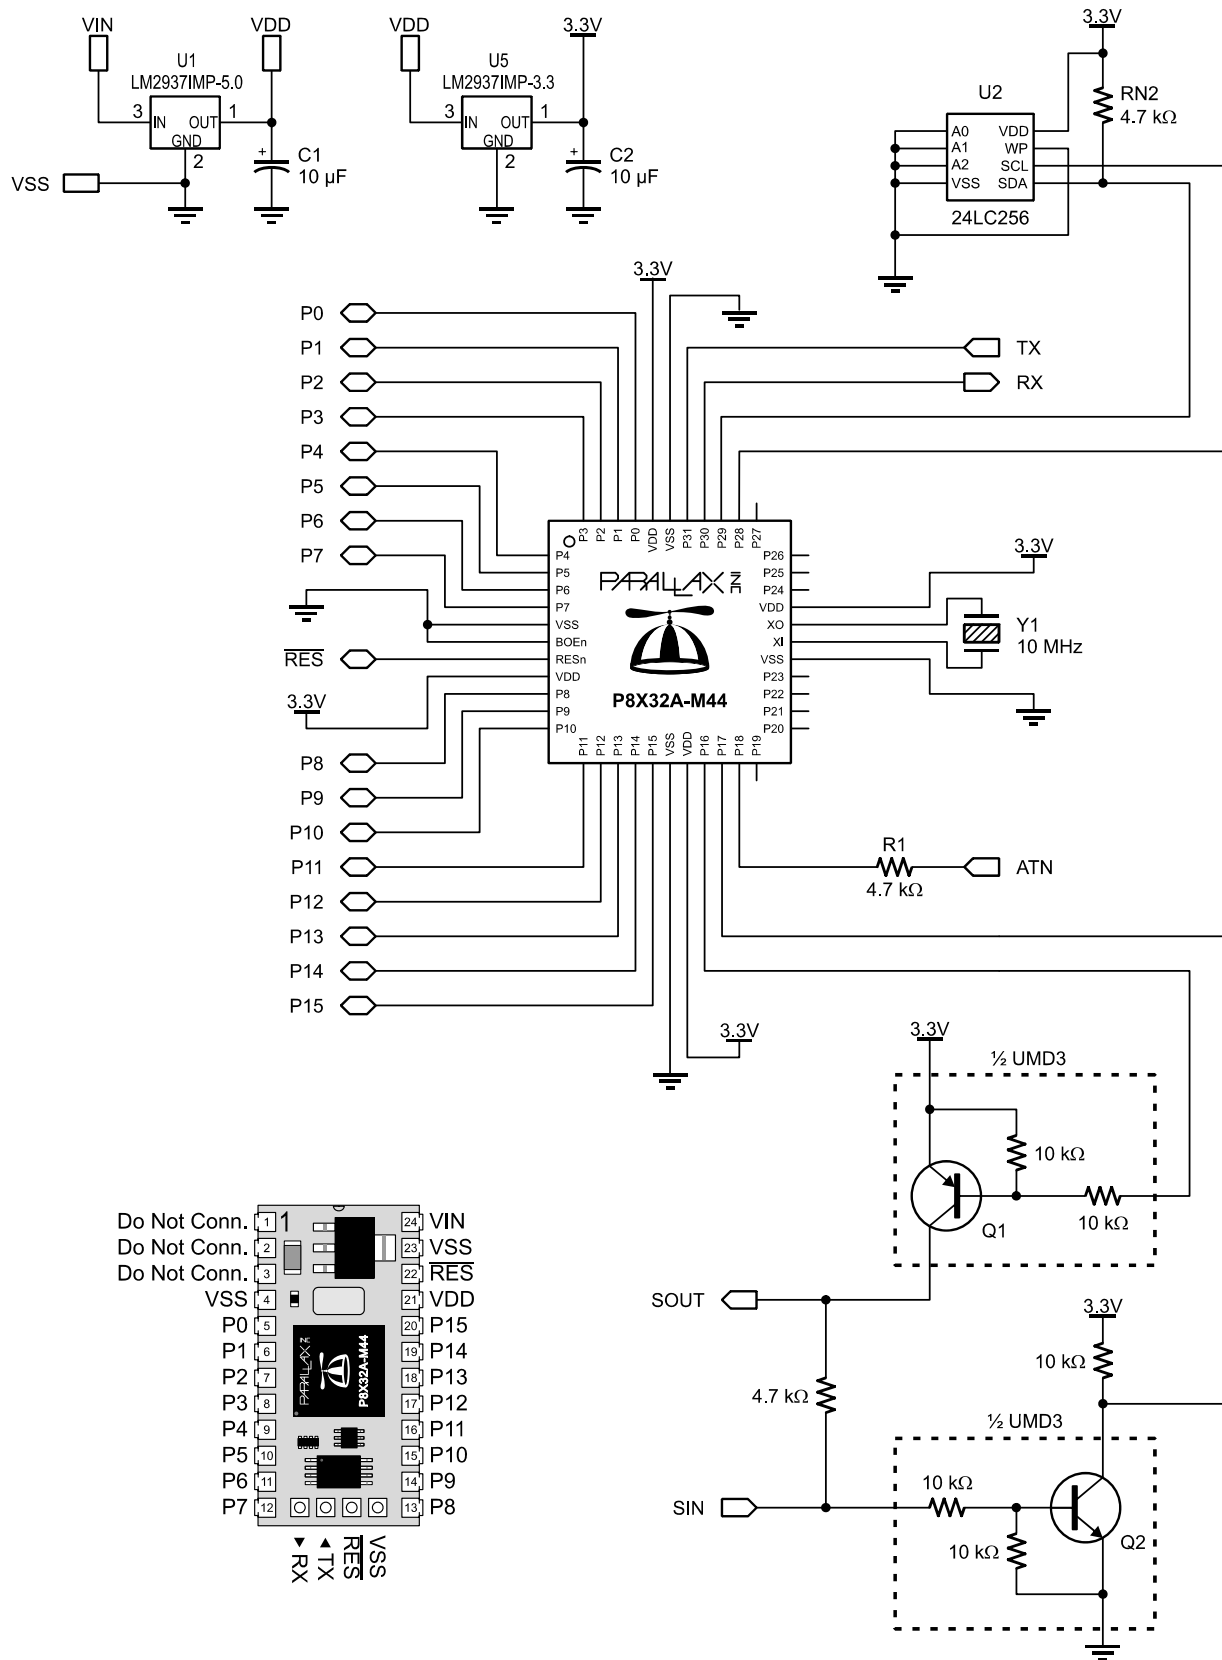 VIN
VDD
U1
LM2937IMP-5.0
3
IN
OUT
1
GND
2
VSS
+
C1
10 µF
VDD
3.3V
U5
LM2937IMP-3.3
3
IN
OUT
1
GND
2
+
C2
10 µF
3.3V
U2
RN2
4.7 kΩ
A0
A1
A2
VSS
VDD
WP
SCL
SDA
24LC256
3.3V
P0
P1
P2
P3
P4
P5
P6
P7
RES
3.3V
P8
P9
P10
P11
P12
P13
P14
P15
TX
RX
P3
P2
P1
P0
VDD
VSS
P31
P30
P29
P28
P27
P4
P5
P6
P7
VSS
BOEn
RESn
VDD
P8
P9
P10
PARALLAX INC
P8X32A-M44
P26
P25
P24
VDD
XO
XI
VSS
P23
P22
P21
P20
P11
P12
P13
P14
P15
VSS
VDD
P16
P17
P18
P19
3.3V
Y1
10 MHz
R1
4.7 kΩ
ATN
3.3V
3.3V
½ UMD3
10 kΩ
10 kΩ
Q1
SOUT
3.3V
10 kΩ
4.7 kΩ
½ UMD3
SIN
10 kΩ
10 kΩ
Q2
Do Not Conn. 1 1 24 VIN
Do Not Conn. 2 23 VSS
Do Not Conn. 3 22 RES
VSS 4 21 VDD
P0 5 20 P15
P1 6 19 P14
P2 7 18 P13
P3 8 17 P12
P4 9 16 P11
P5 10 15 P10
P6 11 14 P9
P7 12 13 P8
PARALLAX INC
P8X32A-M44
RX
TX
RES
VSS